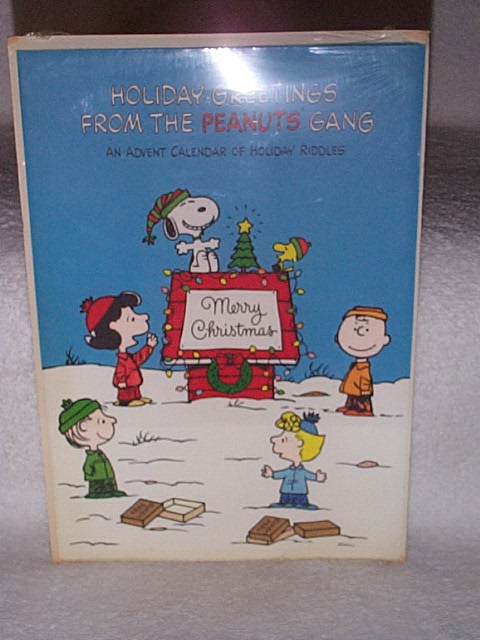 HOLIDAY GREETINGS
FROM THE PEANUTS GANG
AN ADVENT CALENDAR OF HOLIDAY RIDDLES
Merry
Christmas